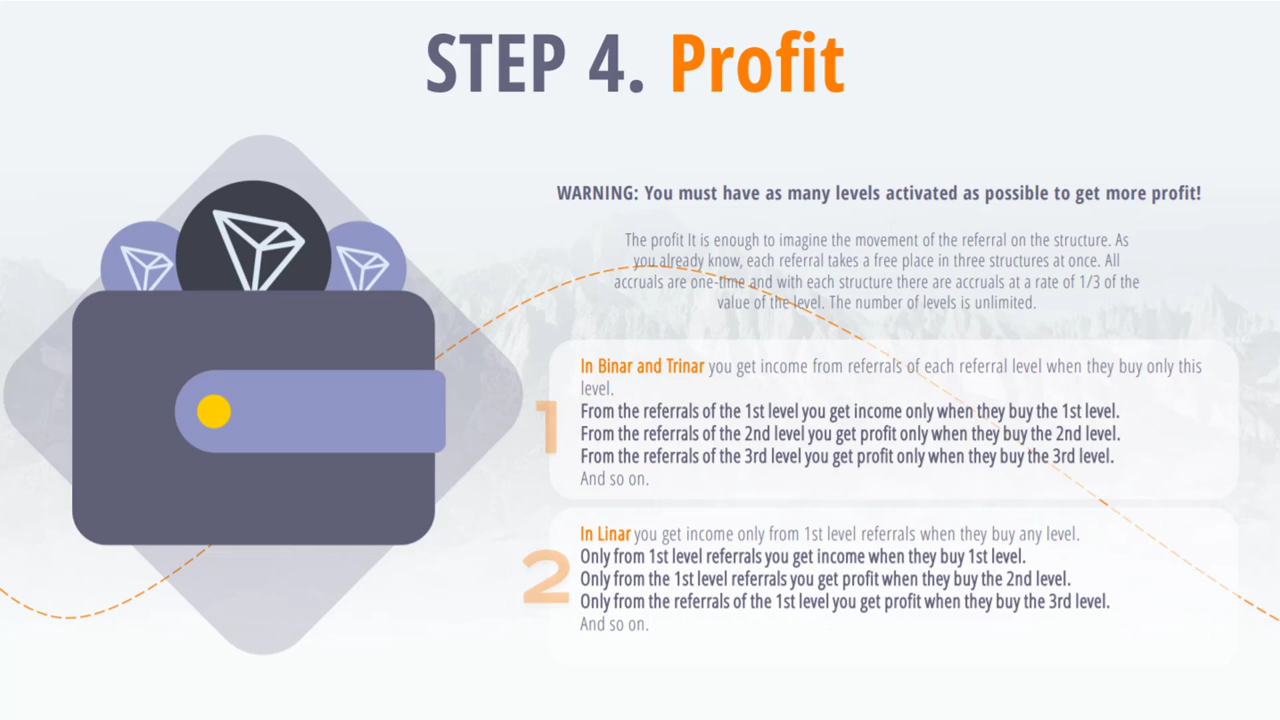 STEP 4. Profit
WARNING: You must have as many levels activated as possible to get more profit!
The profit It is enough to imagine the movement of the referral on the structure. As
you already know, each referral takes a free place in three structures at once. All
accruals are one-time and with each structure there are accruals at a rate of 1/3 of the
value of the level. The number of levels is unlimited.
1
In Binar and Trinar you get income from referrals of each referral level when they buy only this
level.
From the referrals of the 1st level you get income only when they buy the 1st level.
From the referrals of the 2nd level you get profit only when they buy the 2nd level.
From the referrals of the 3rd level you get profit only when they buy the 3rd level.
And so on.
2
In Linar you get income only from 1st level referrals when they buy any level.
Only from 1st level referrals you get income when they buy 1st level.
Only from the 1st level referrals you get profit when they buy the 2nd level.
Only from the referrals of the 1st level you get profit when they buy the 3rd level.
And so on.